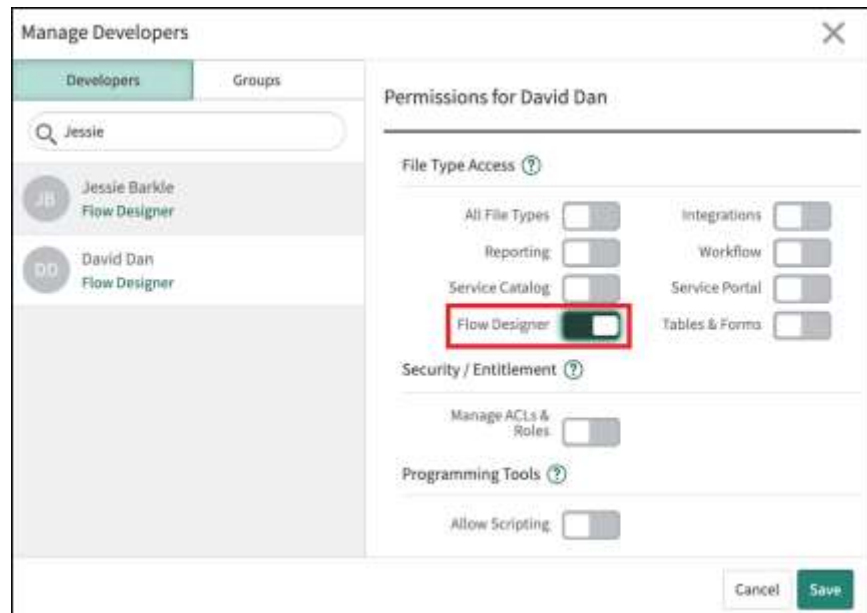 Manage Developers
Developers
Groups
Jessie
JB
Jessie Barkle
Flow Designer
DD
David Dan
Flow Designer
Permissions for David Dan
File Type Access ?
All File Types
Integrations
Reporting
Workflow
Service Catalog
Service Portal
Flow Designer
Tables & Forms
Security / Entitlement ?
Manage ACLs &
Roles
Programming Tools ?
Allow Scripting
Cancel
Save